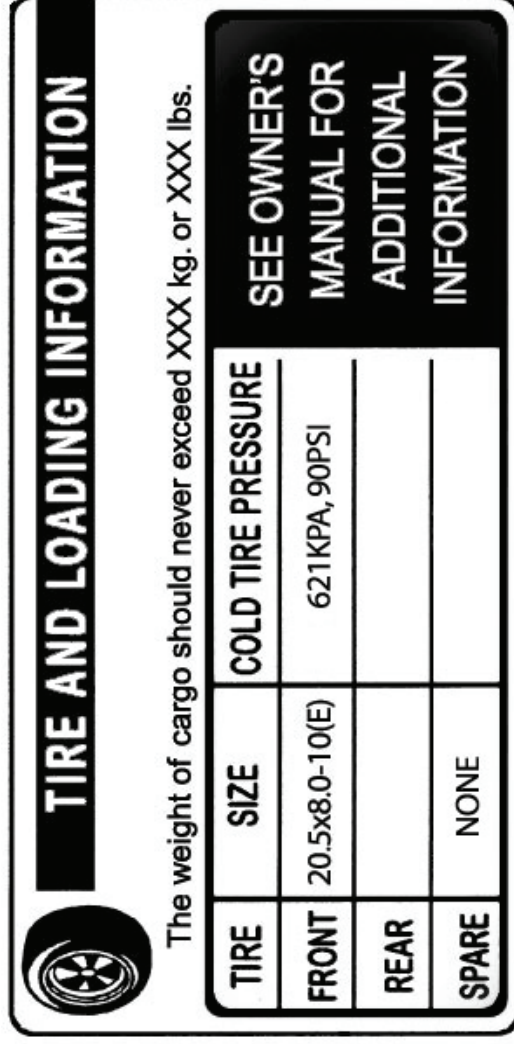 TIRE AND LOADING INFORMATION
The weight of cargo should never exceed XXX kg. or XXX lbs.
TIRE SIZE COLD TIRE PRESSURE
FRONT 20.5x8.0-10(E) 621KPA, 90PSI
REAR
SPARE NONE
SEE OWNER'S
MANUAL FOR
ADDITIONAL
INFORMATION